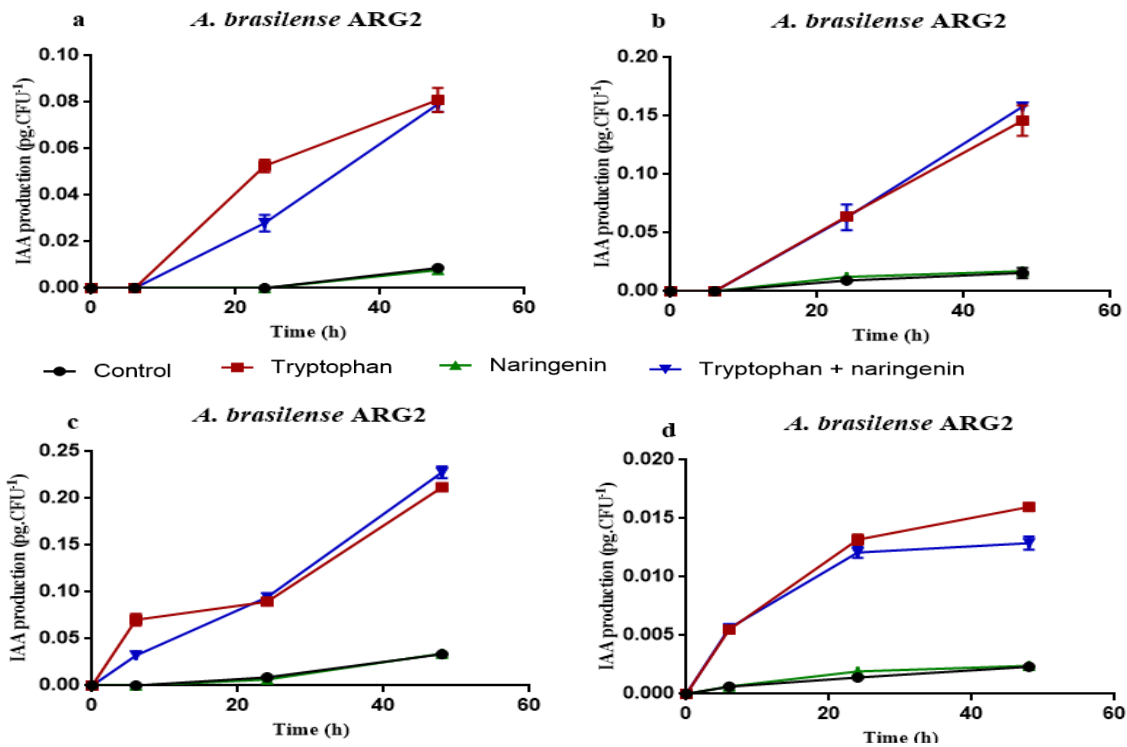 a
A. brasilense ARG2
IAA production (pg.CFU-1)
0.10
0.08
0.06
0.04
0.02
0.00
0
20
40
60
Time (h)
b
A. brasilense ARG2
IAA production (pg.CFU-1)
0.20
0.15
0.10
0.05
0.00
0
20
40
60
Time (h)
Control
Tryptophan
Naringenin
Tryptophan + naringenin
c
A. brasilense ARG2
IAA production (pg.CFU-1)
0.25
0.20
0.15
0.10
0.05
0.00
0
20
40
60
Time (h)
d
A. brasilense ARG2
IAA production (pg.CFU-1)
0.020
0.015
0.010
0.005
0.000
0
20
40
60
Time (h)